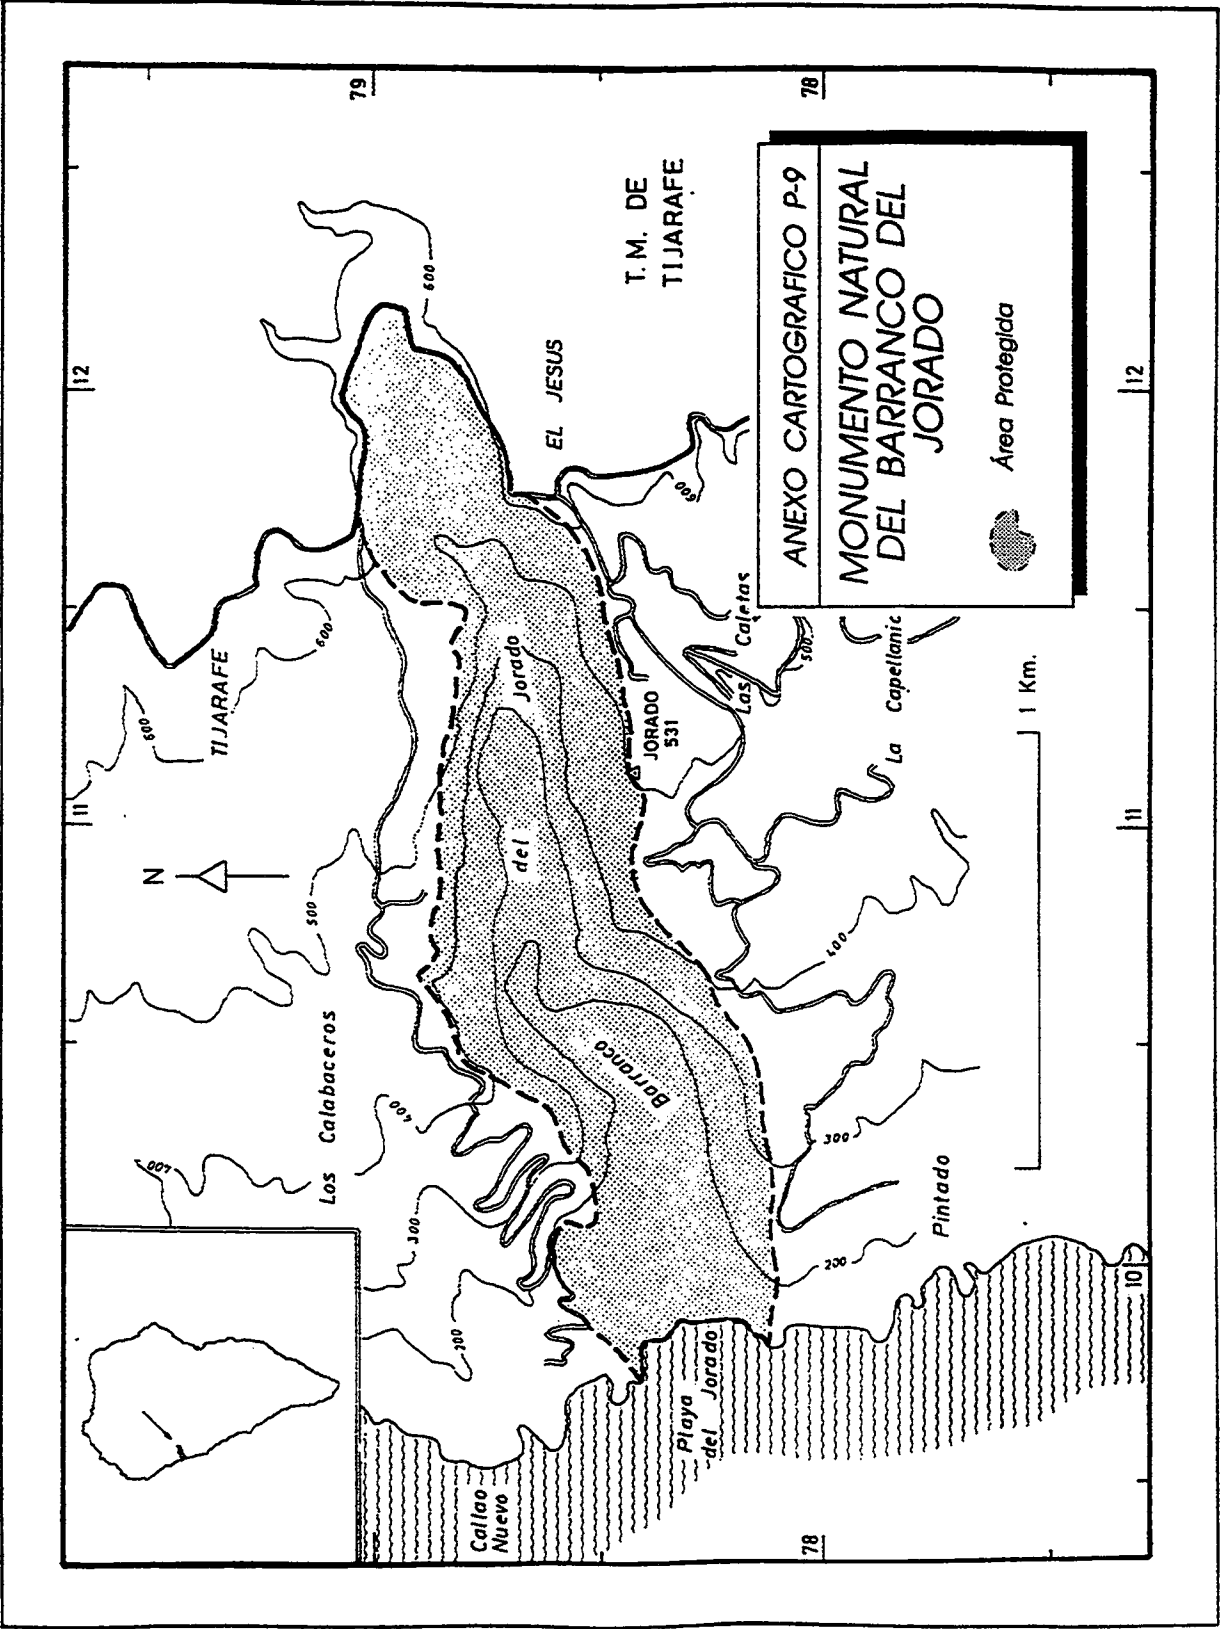 ANEXO CARTOGRAFICO P-9
MONUMENTO NATURAL
DEL BARRANCO DEL
JORADO
Área Protegida
T.M. DE
TIJARAFE
EL JESUS
TIJARAFE
N
Los Calabaceros
Barranco
del
Jorado
JORADO
531
Las Caletas
La Capellanic
Pintado
Playa
del Jorado
Callao
Nuevo
1 Km.
10
11
11
12
12
78
78
79
600
600
600
600
500
500
400
400
400
300
300
200
200